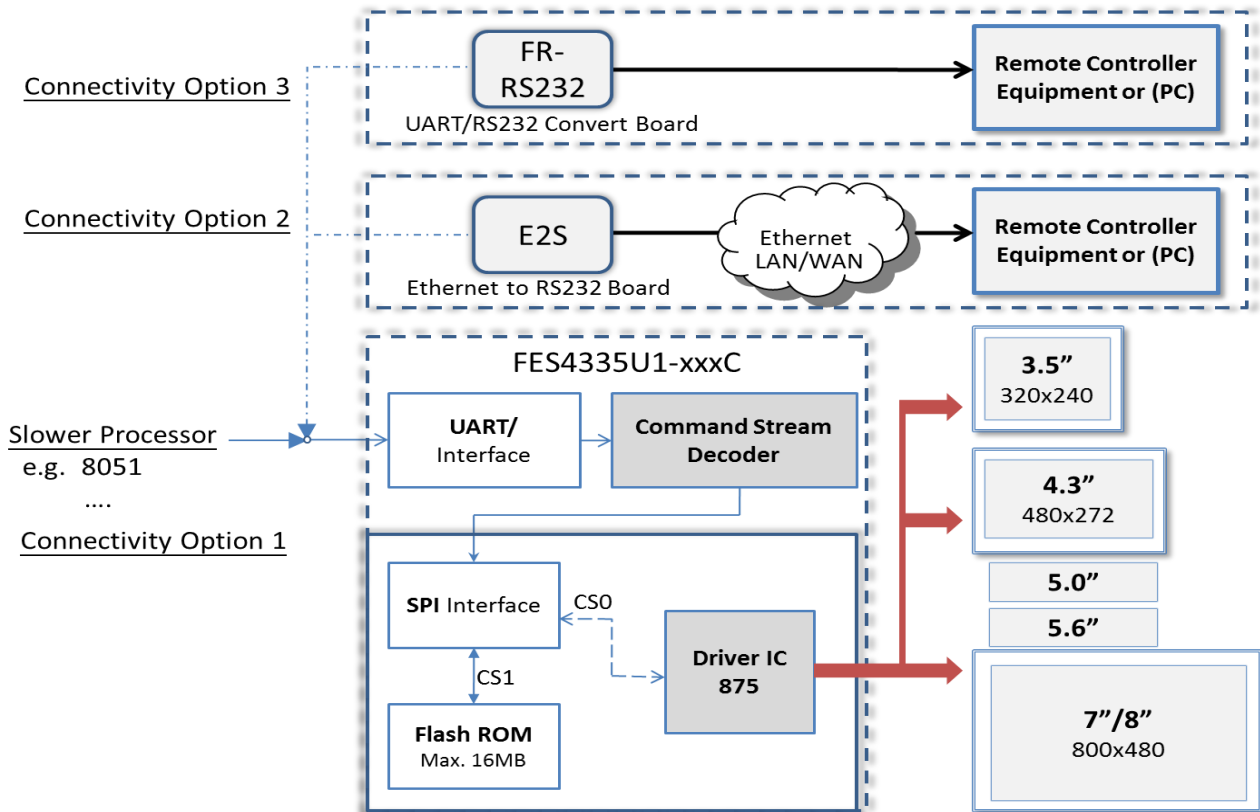 Connectivity Option 3
FR-
RS232
UART/RS232 Convert Board
Remote Controller
Equipment or (PC)
Connectivity Option 2
E2S
Ethernet to RS232 Board
Ethernet
LAN/WAN
Remote Controller
Equipment or (PC)
FES4335U1-xxxC
Slower Processor
e.g. 8051
....
Connectivity Option 1
UART/
Interface
Command Stream
Decoder
SPI Interface
CS0
CS1
Flash ROM
Max. 16MB
Driver IC
875
3.5”
320x240
4.3”
480x272
5.0”
5.6”
7”/8”
800x480